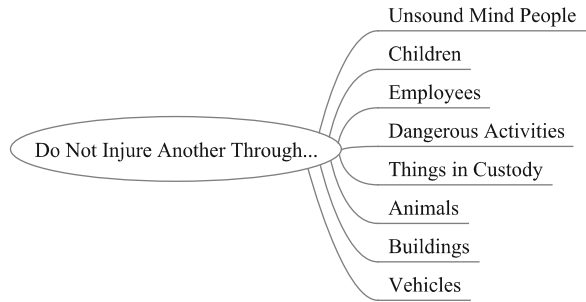 Do Not Injure Another Through...
Unsound Mind People
Children
Employees
Dangerous Activities
Things in Custody
Animals
Buildings
Vehicles